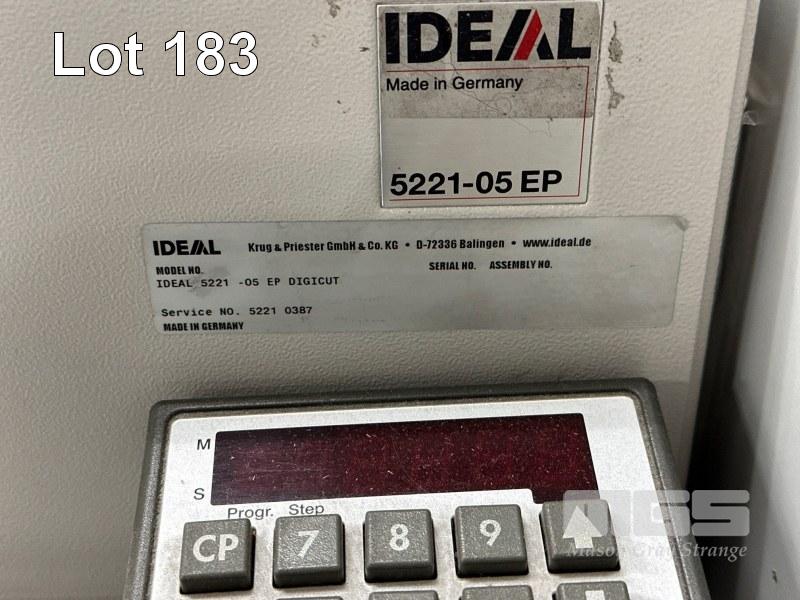 Lot 183
IDEAL
Made in Germany
5221-05 EP
IDEAL Krug & Priester GmbH & Co. KG • D-72336 Balingen • www.ideal.de
MODEL NO. SERIAL NO. ASSEMBLY NO.
IDEAL 5221 -05 EP DIGICUT
Service NO. 5221 0387
MADE IN GERMANY
M
S
Progr. Step
CP 7 8 9
MGS
Mason Gray Strange